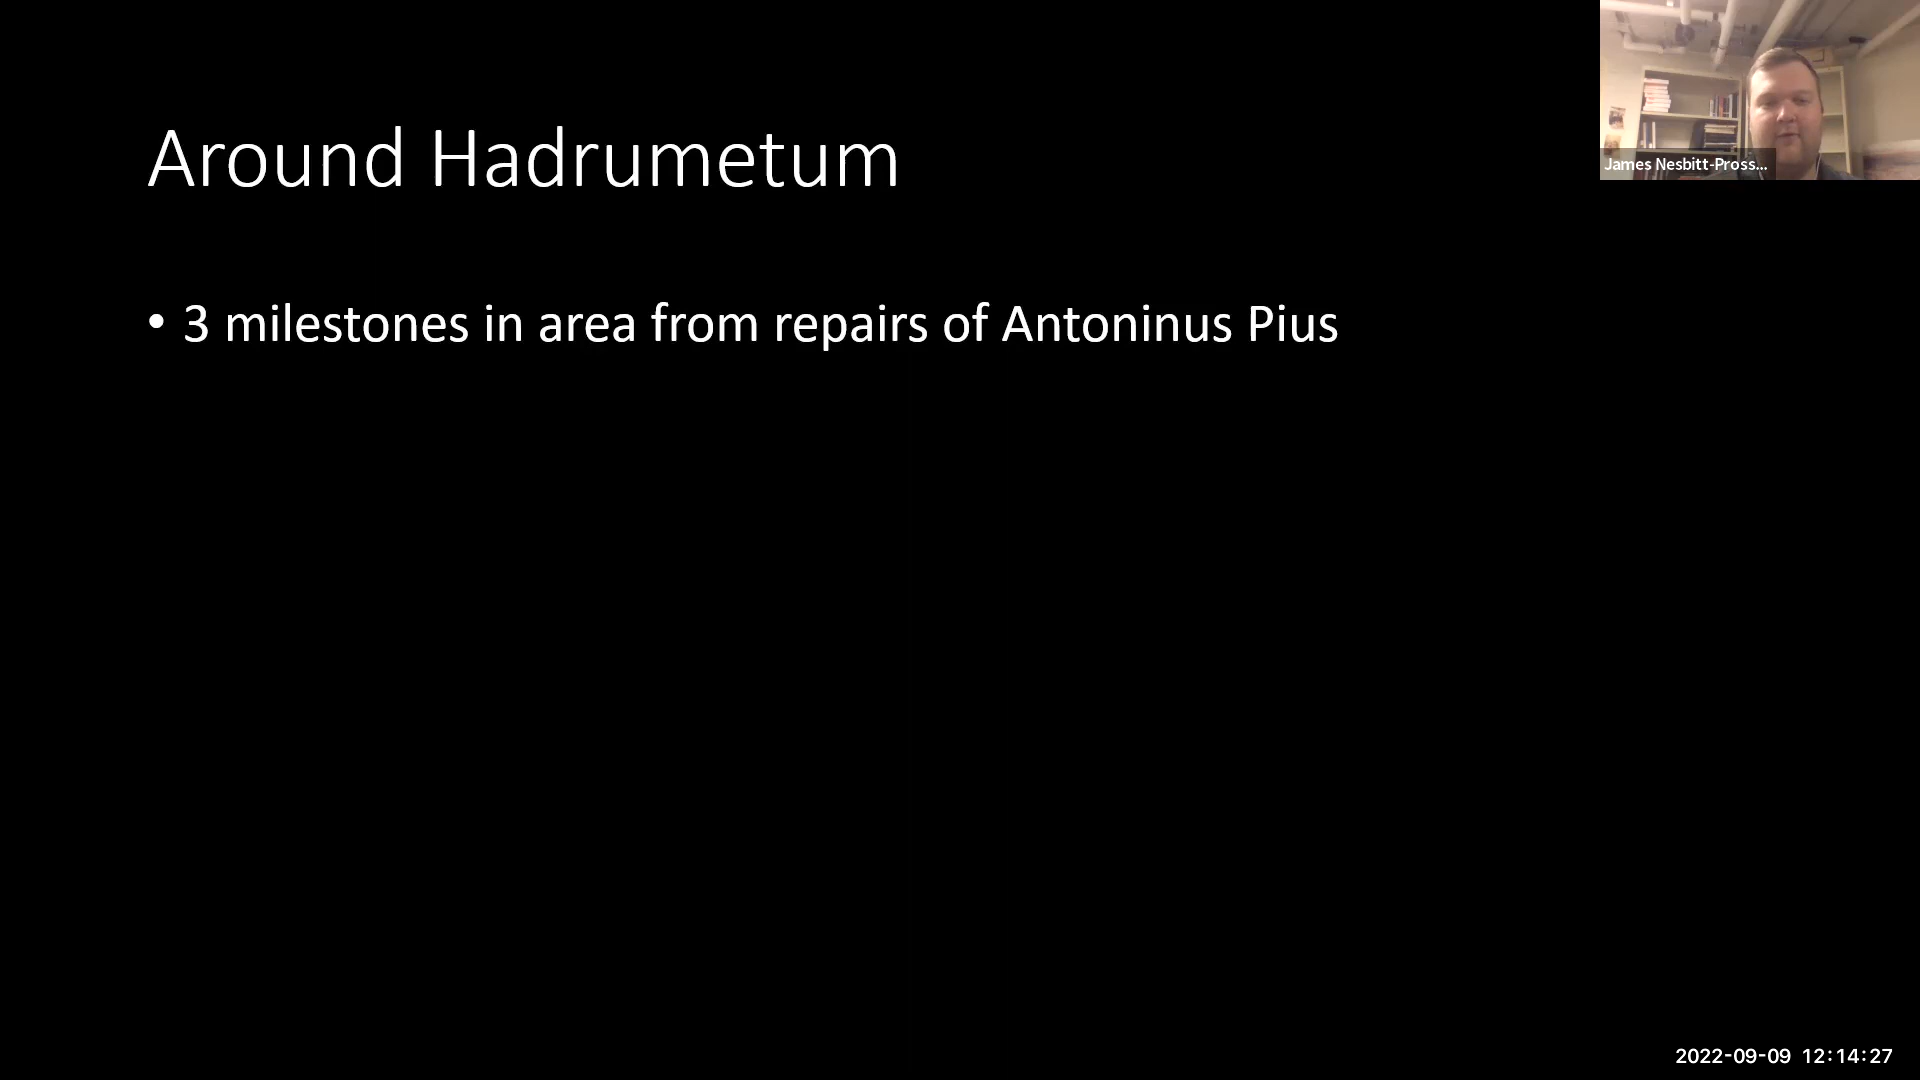 Around Hadrumetum
James Nesbitt-Pross...
• 3 milestones in area from repairs of Antoninus Pius
2022-09-09 12:14:27